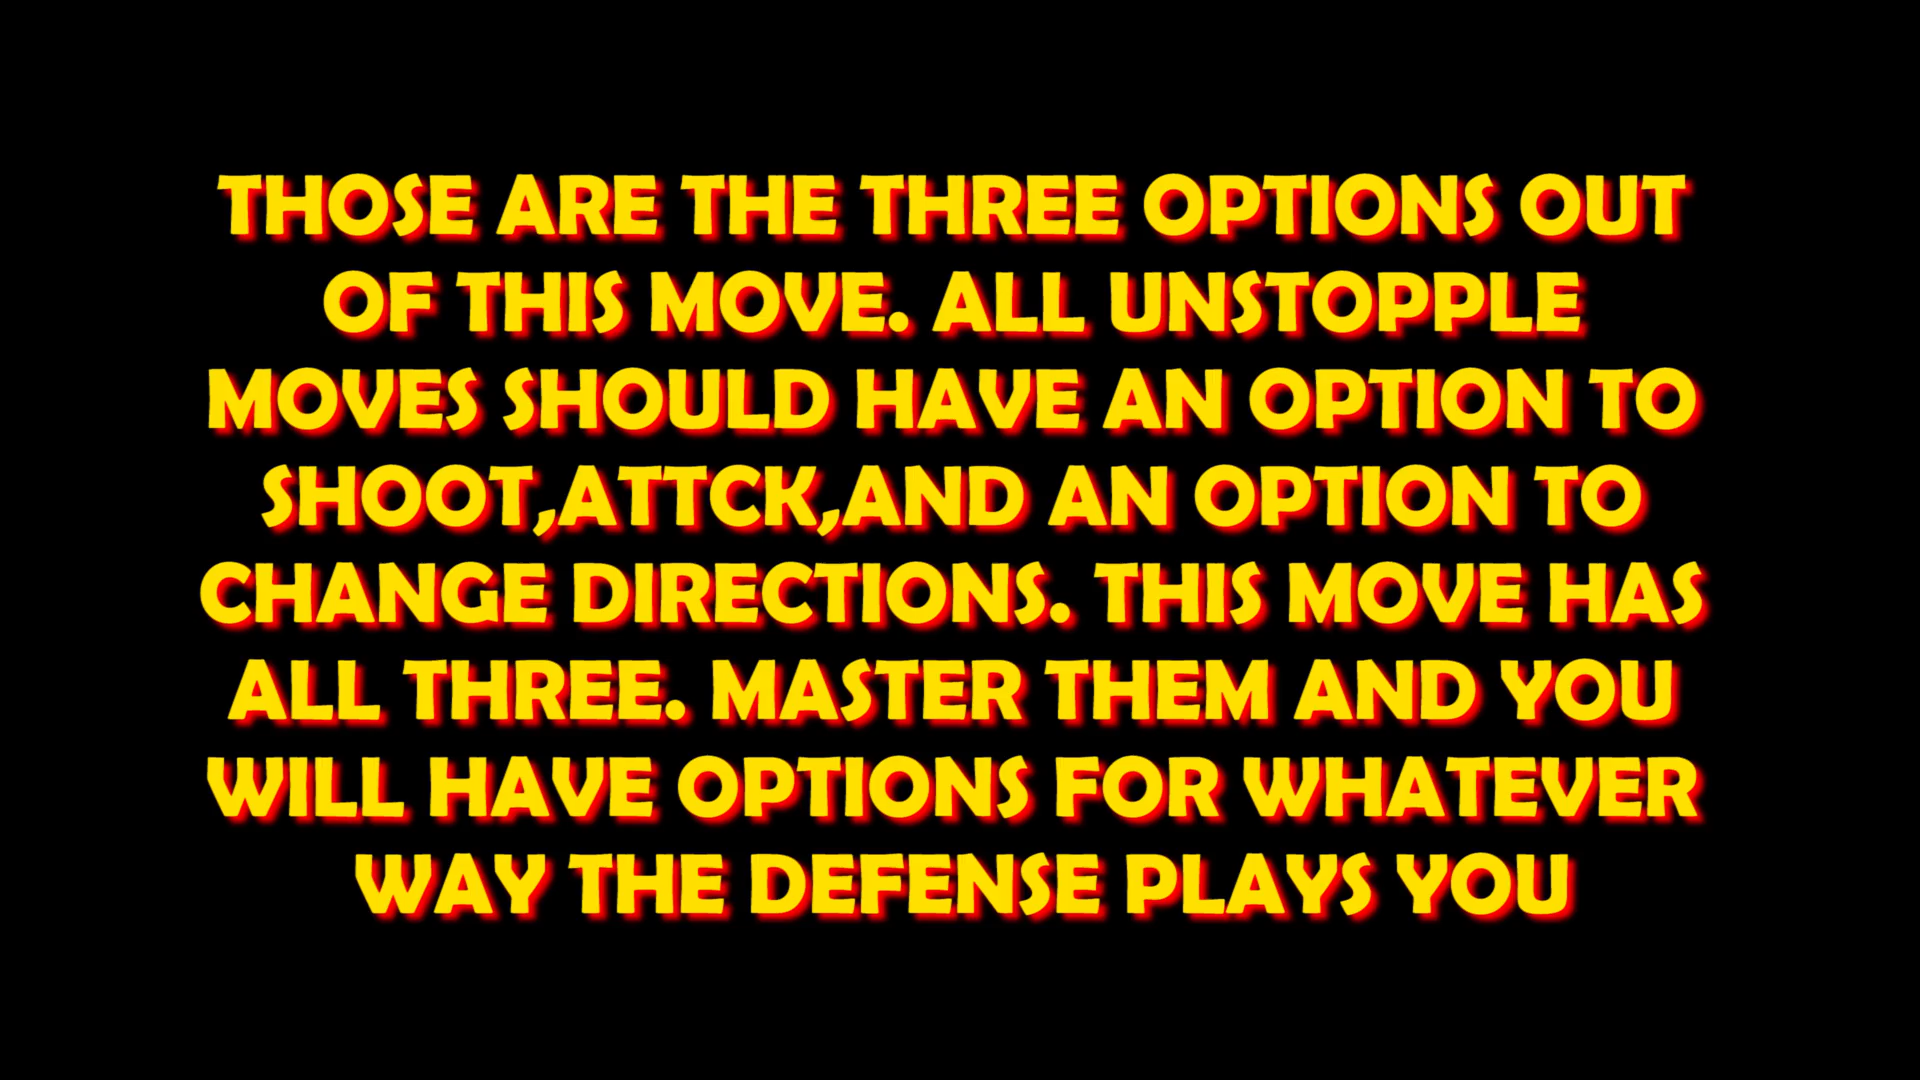 THOSE ARE THE THREE OPTIONS OUT
OF THIS MOVE. ALL UNSTOPPLE
MOVES SHOULD HAVE AN OPTION TO
SHOOT,ATTCK,AND AN OPTION TO
CHANGE DIRECTIONS. THIS MOVE HAS
ALL THREE. MASTER THEM AND YOU
WILL HAVE OPTIONS FOR WHATEVER
WAY THE DEFENSE PLAYS YOU